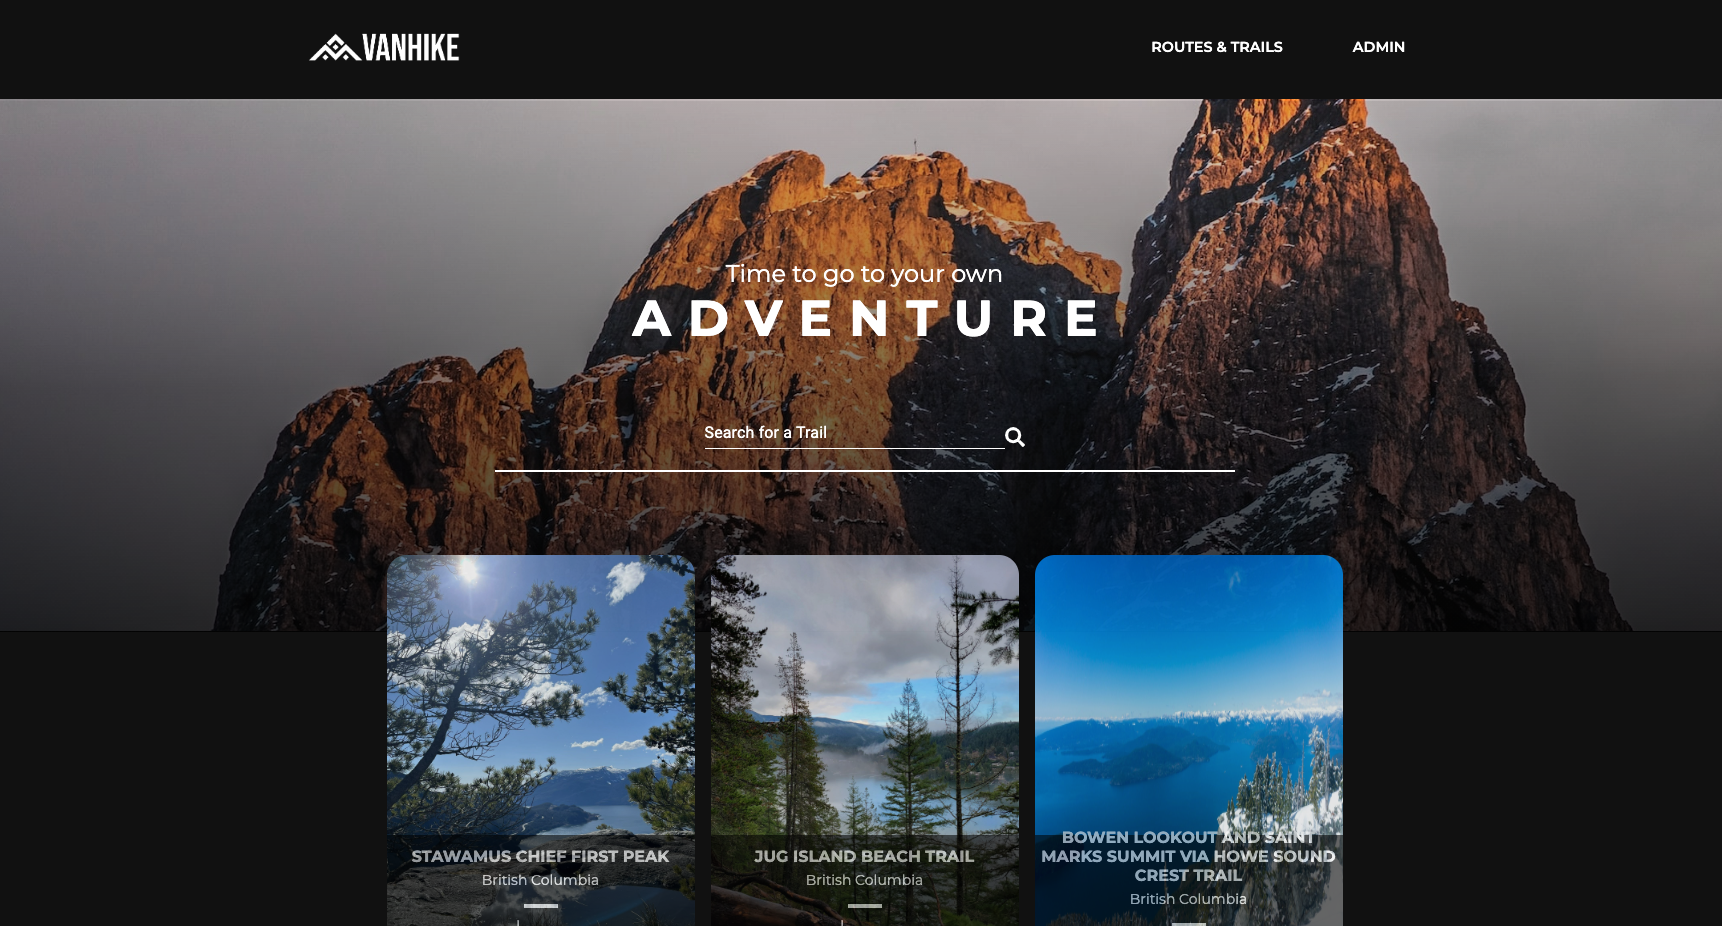 VANHIKE
ROUTES & TRAILS
ADMIN
Time to go to your own
ADVENTURE
Search for a Trail
STAWAMUS CHIEF FIRST PEAK
British Columbia
JUG ISLAND BEACH TRAIL
British Columbia
BOWEN LOOKOUT AND SAINT
MARKS SUMMIT VIA HOWE SOUND
CREST TRAIL
British Columbia